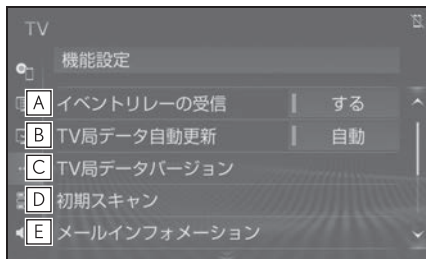 TV
機能設定
A イベントリレーの受信 する
B TV局データ自動更新 自動
C TV局データバージョン
D 初期スキャン
E メールインフォメーション